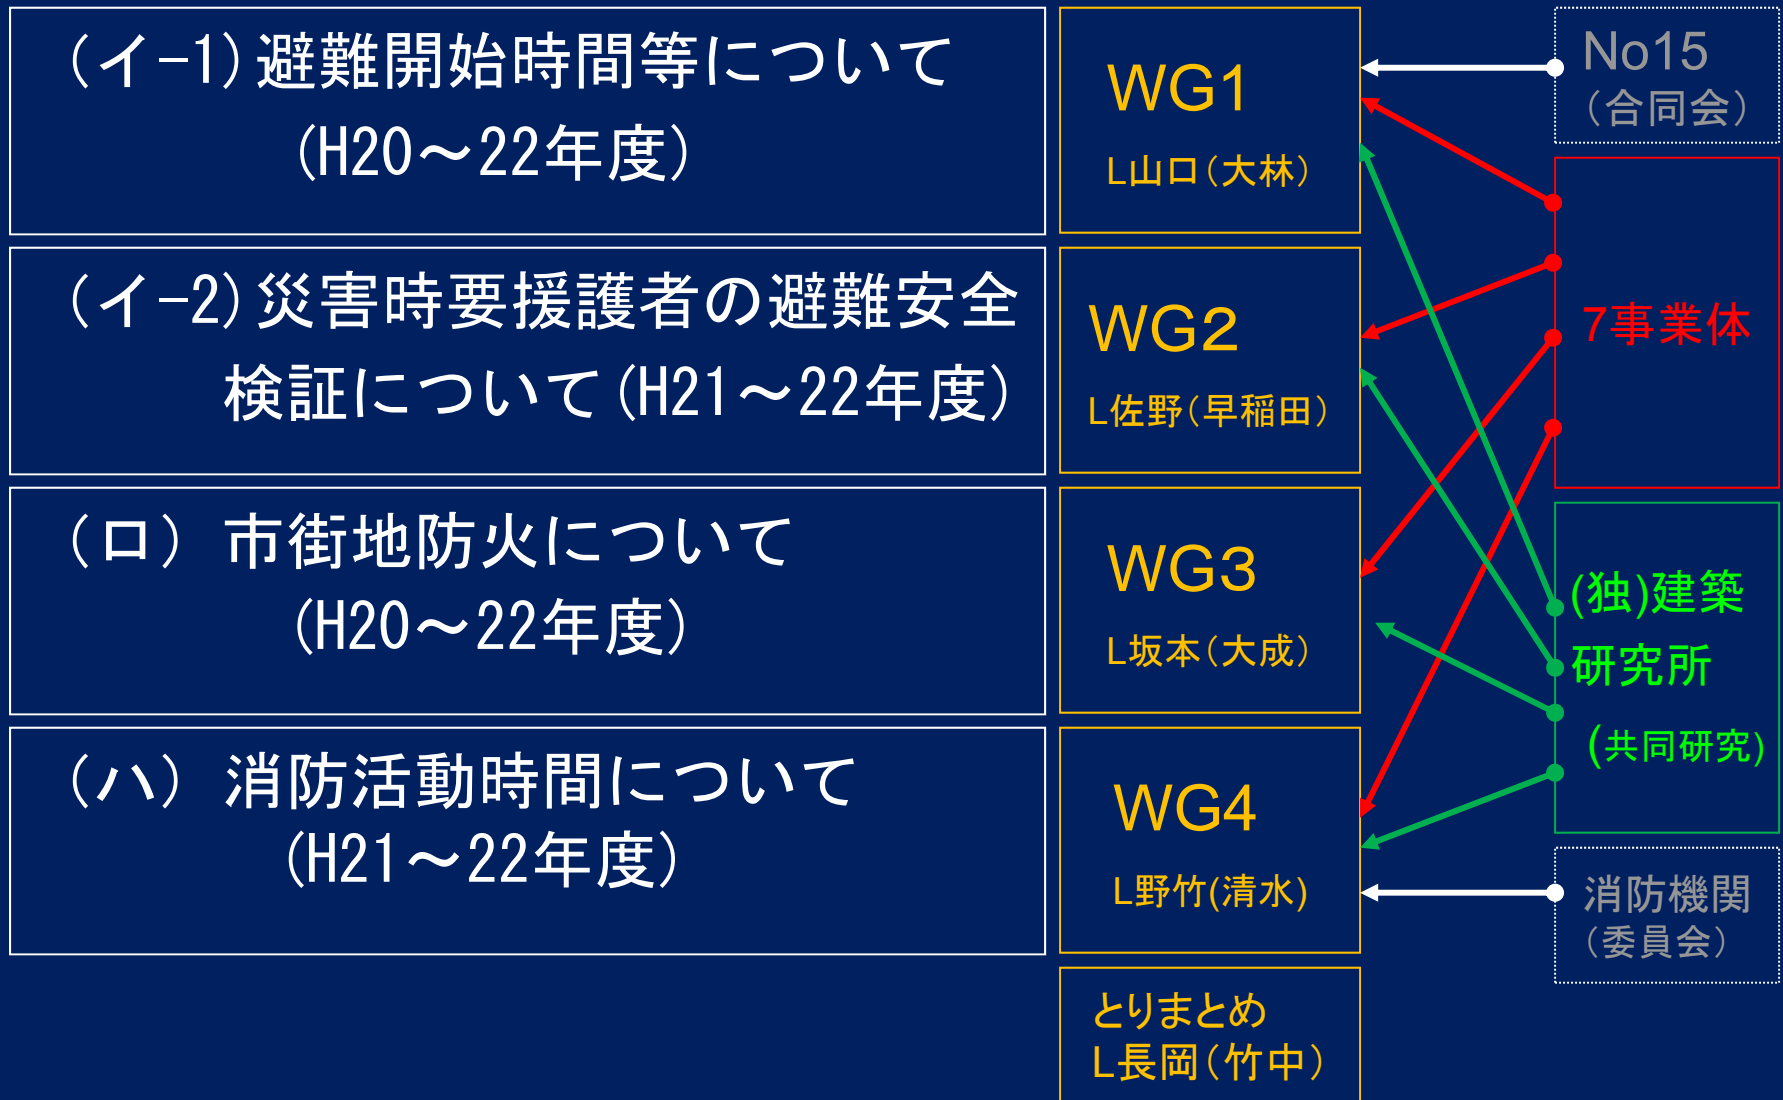 （イ-1)避難開始時間等について
(H20～22年度)
（イ-2)災害時要援護者の避難安全
検証について(H21～22年度)
（ロ） 市街地防火について
(H20～22年度)
（ハ） 消防活動時間について
(H21～22年度)
WG1
L山口（大林）
WG2
L佐野（早稲田）
WG3
L坂本（大成）
WG4
L野竹(清水)
とりまとめ
L長岡（竹中）
No15
（合同会）
7事業体
(独)建築
研究所
(共同研究)
消防機関
（委員会）